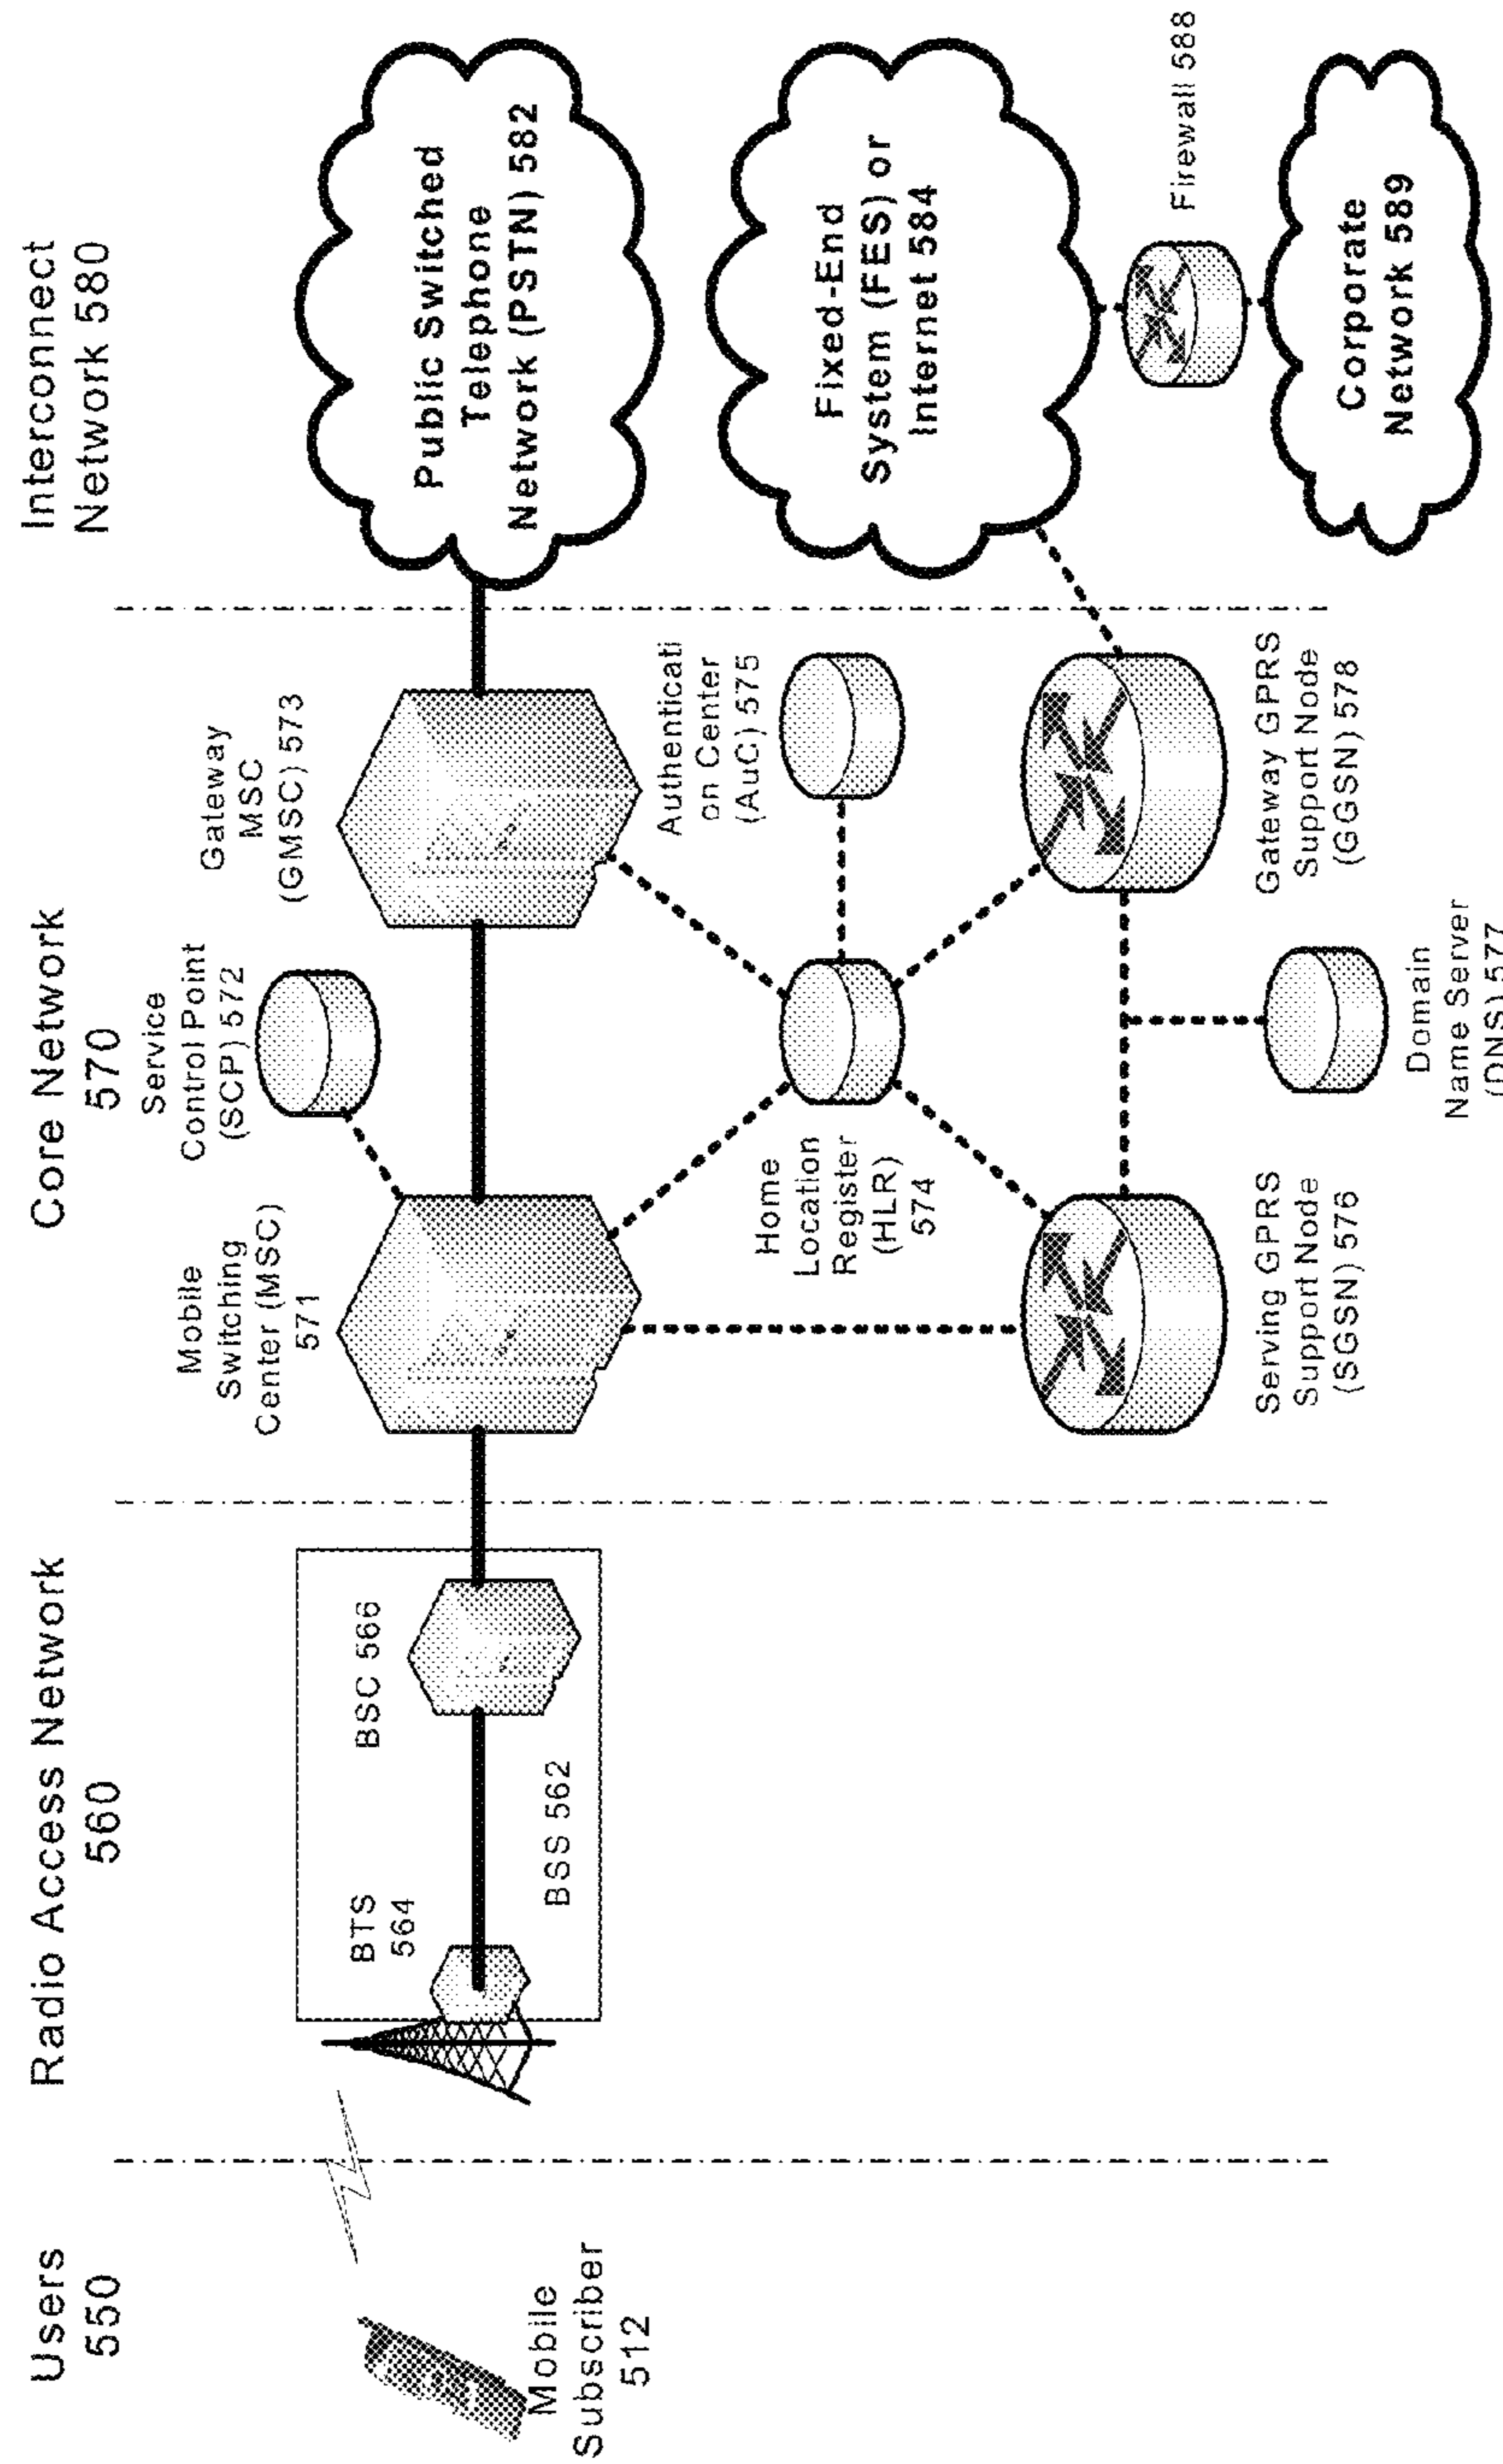 Users
550
Radio Access Network
560
Core Network
570
Interconnect
Network 580
Mobile
Subscriber
512
BTS
564
BSC 566
BSS 562
Mobile
Switching
Center (MSC)
571
Service
Control Point
(SCP) 572
Gateway
MSC
(GMSC) 573
Public Switched
Telephone
Network (PSTN) 582
Home
Location
Register
(HLR)
574
Authenticati
on Center
(AuC) 575
Fixed-End
System (FES) or
Internet 584
Serving GPRS
Support Node
(SGSN) 576
Domain
Name Server
(DNS) 577
Gateway GPRS
Support Node
(GGSN) 578
Firewall 588
Corporate
Network 589